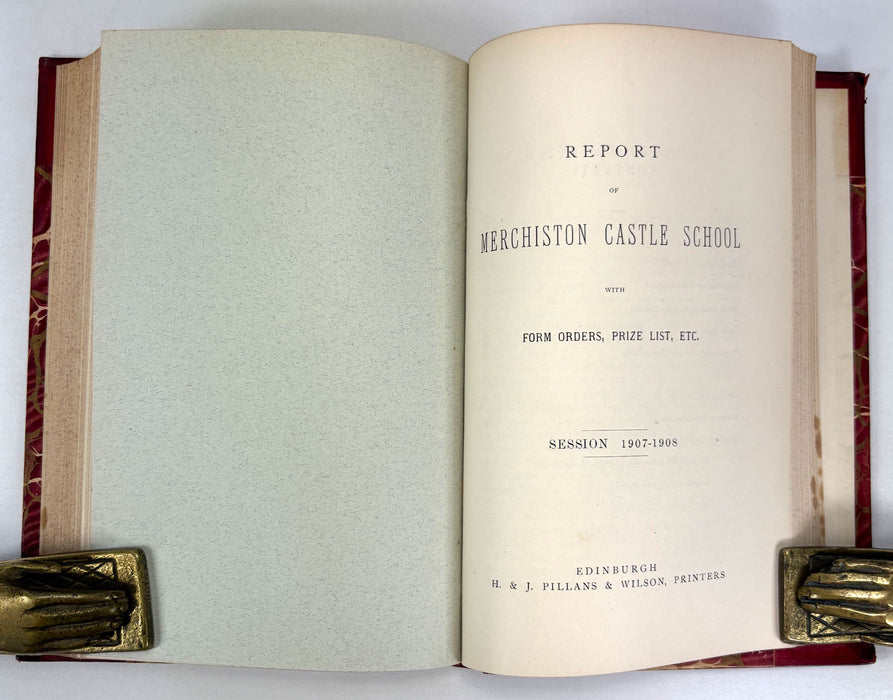 REPORT
OF
MERCHISTON CASTLE SCHOOL
WITH
FORM ORDERS, PRIZE LIST, ETC.
SESSION 1907-1908
EDINBURGH
H. & J. PILLANS & WILSON, PRINTERS